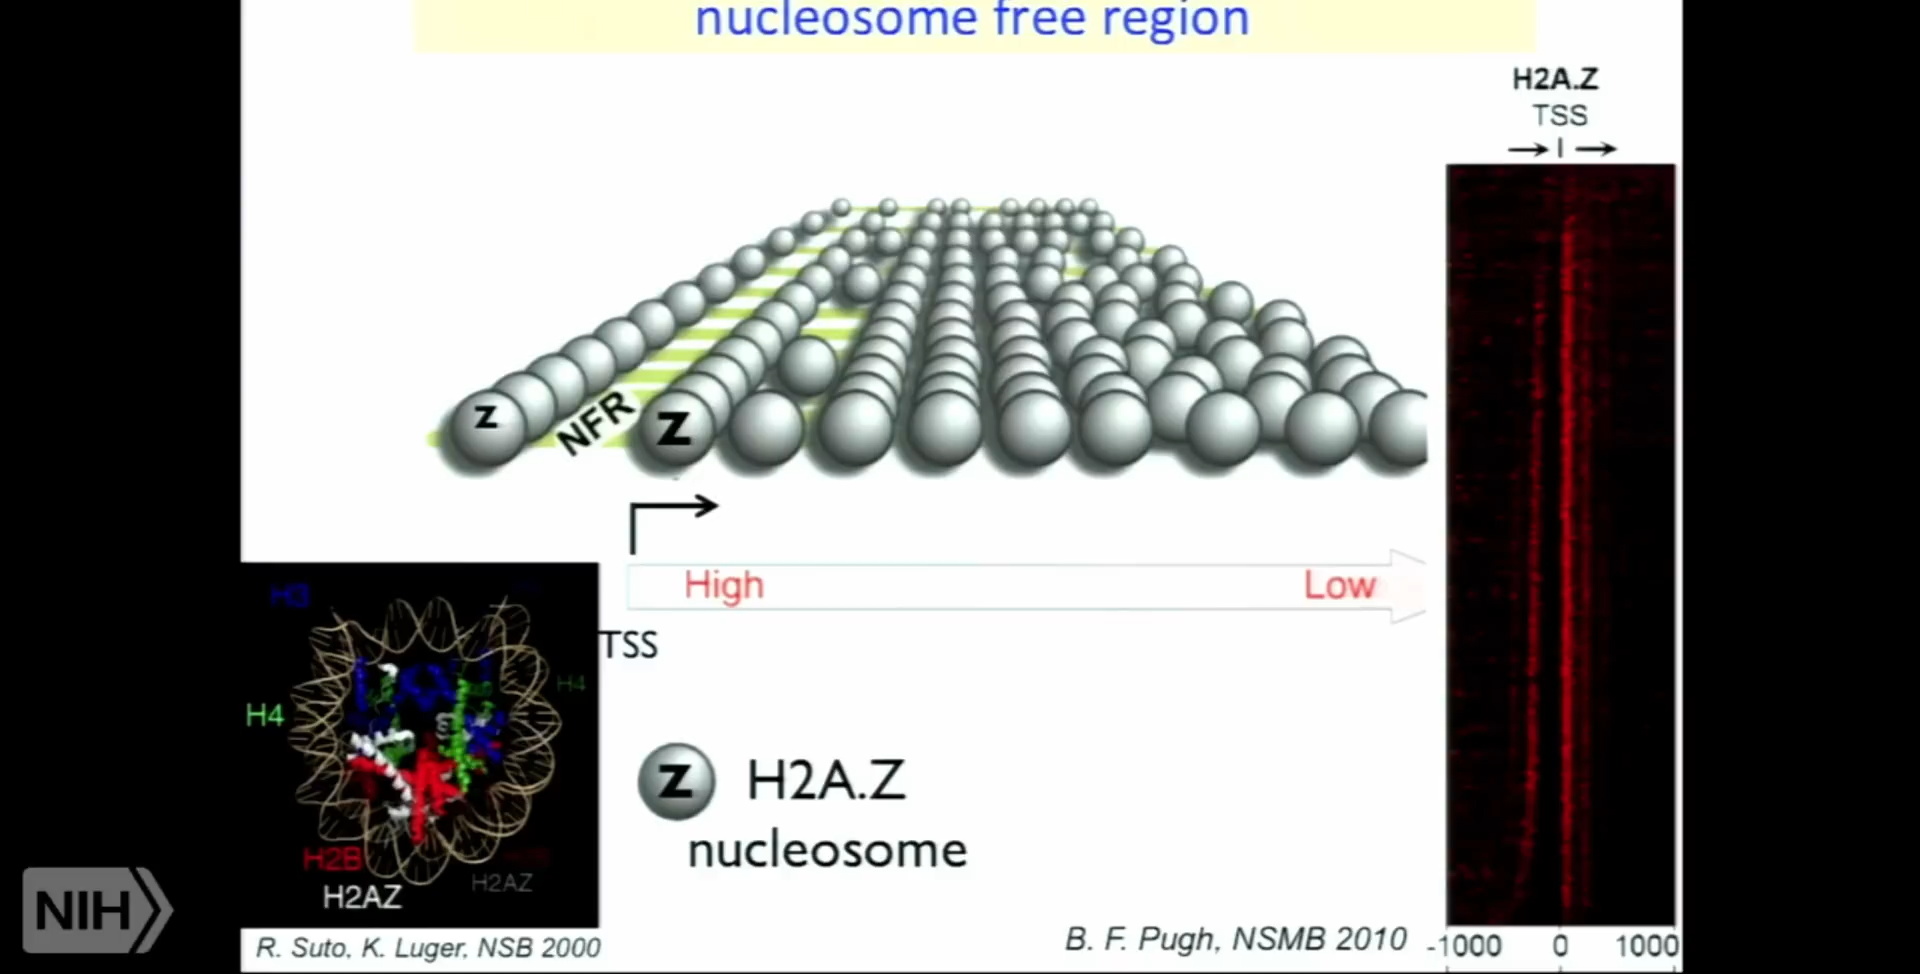 nucleosome free region
H2A.Z
TSS
z
NFR
z
High
Low
TSS
H3
H4
H4
H2B
H2AZ
H2AZ
z
H2A.Z
nucleosome
NIH
R. Suto, K. Luger, NSB 2000
B. F. Pugh, NSMB 2010
-1000 0 1000